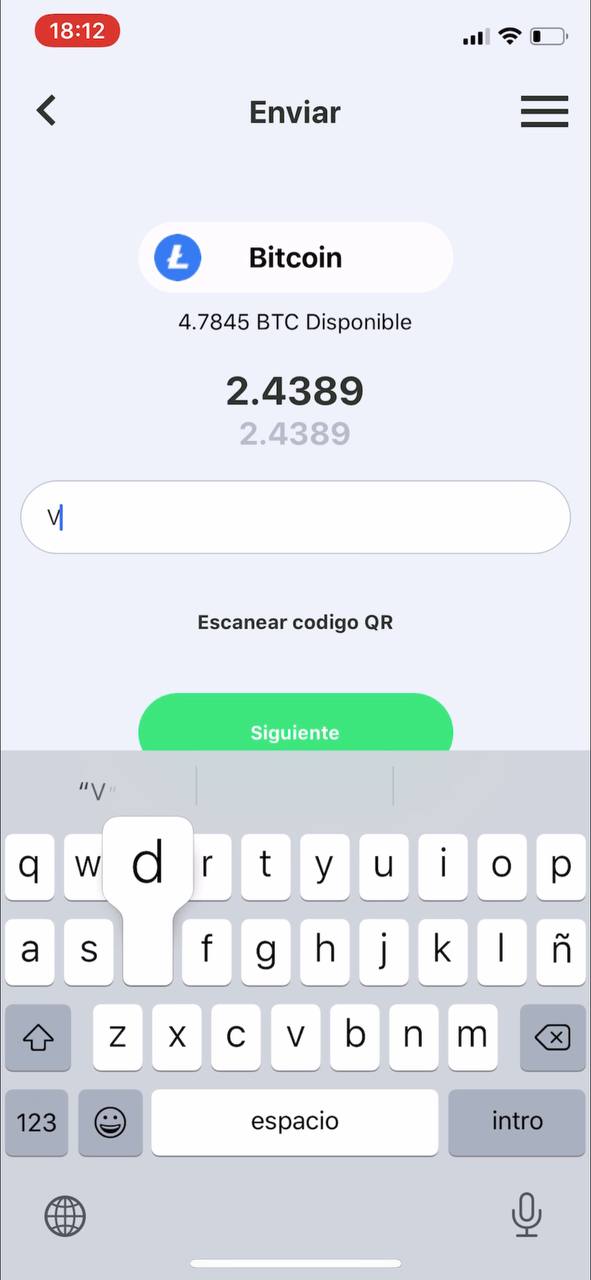 18:12
Enviar
Bitcoin
4.7845 BTC Disponible
2.4389
2.4389
V
Escanear codigo QR
Siguiente
“V”
q w d r t y u i o p
a s f g h j k l ñ
z x c v b n m
123 espacio intro